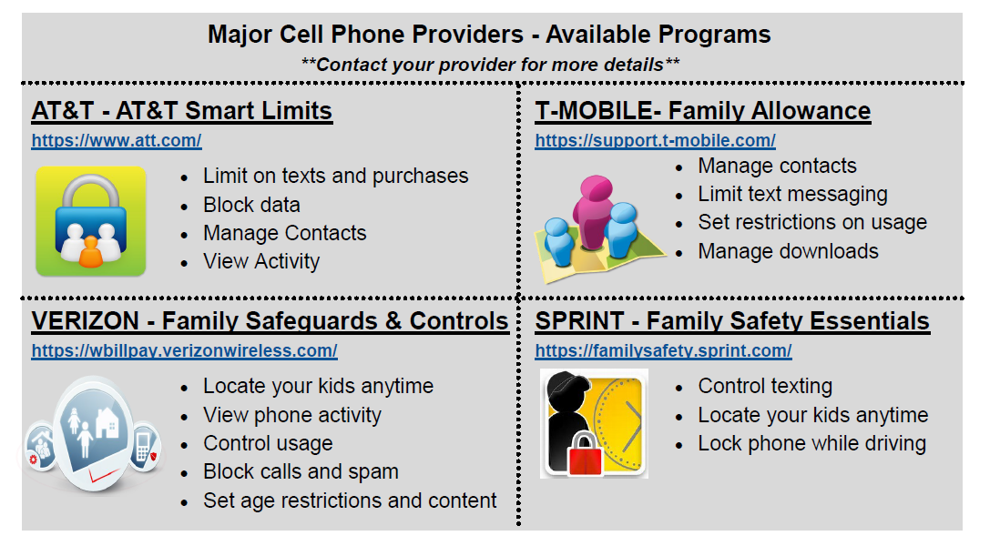 Major Cell Phone Providers - Available Programs
**Contact your provider for more details**
AT&T - AT&T Smart Limits
https://www.att.com/
• Limit on texts and purchases
• Block data
• Manage Contacts
• View Activity
T-MOBILE- Family Allowance
https://support.t-mobile.com/
• Manage contacts
• Limit text messaging
• Set restrictions on usage
• Manage downloads
VERIZON - Family Safeguards & Controls
https://wbillpay.verizonwireless.com/
• Locate your kids anytime
• View phone activity
• Control usage
• Block calls and spam
• Set age restrictions and content
SPRINT - Family Safety Essentials
https://familysafety.sprint.com/
• Control texting
• Locate your kids anytime
• Lock phone while driving